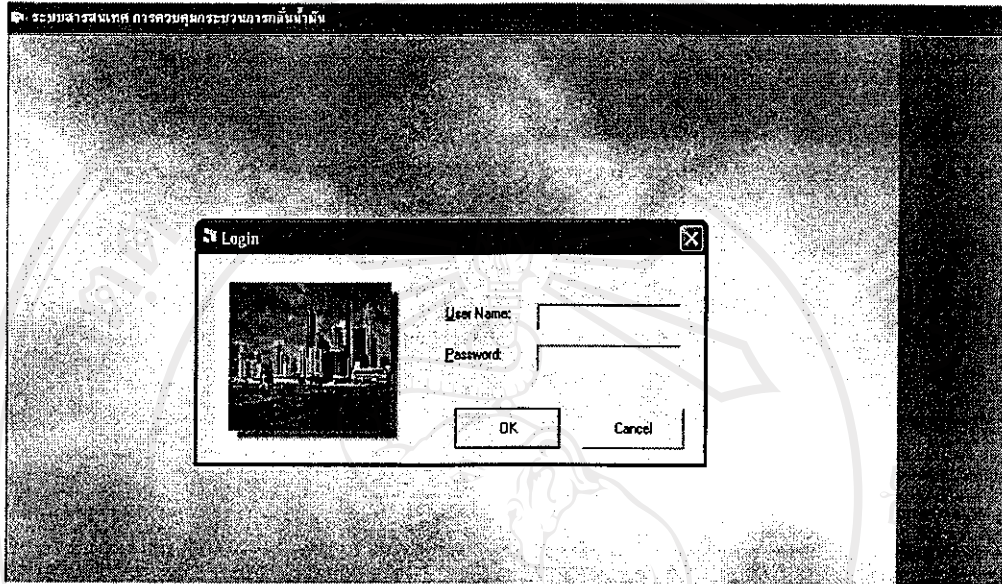 ระบบสารสนเทศ การควบคุมกระบวนการกลั่นน้ำมัน
Login
User Name:
Password:
OK
Cancel